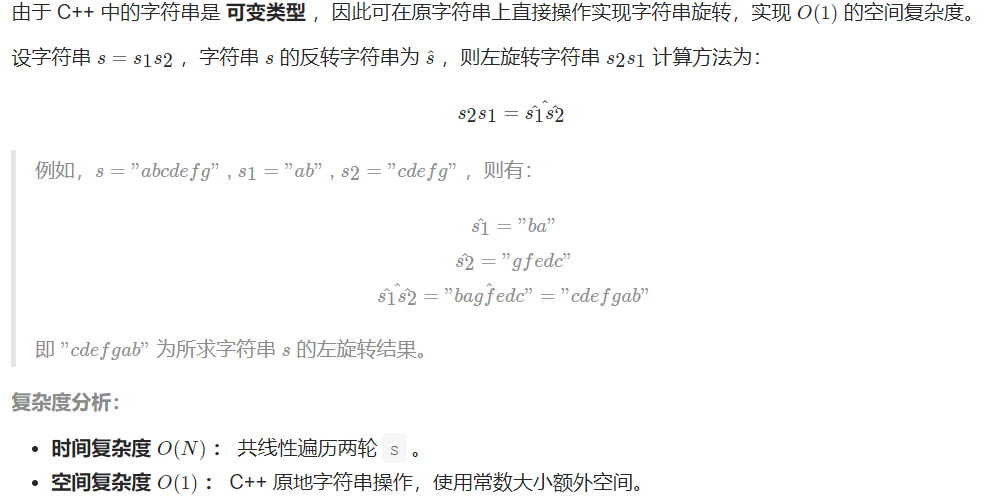 由于 C++ 中的字符串是 可变类型 ，因此可在原字符串上直接操作实现字符串旋转，实现 O(1) 的空间复杂度。
设字符串 s = s1s2 ，字符串 s 的反转字符串为 ŝ ，则左旋转字符串 s2s1 计算方法为：
s2s1 = \hat{\hat{s1}\hat{s2}}
例如，s = ”abcdefg” , s1 = ”ab” , s2 = ”cdefg” ，则有：
\hat{s1} = ”ba”
\hat{s2} = ”gfedc”
\hat{\hat{s1}\hat{s2}} = ”\hat{bagfedc}” = ”cdefgab”
即 ”cdefgab” 为所求字符串 s 的左旋转结果。
复杂度分析：
• 时间复杂度 O(N) ： 共线性遍历两轮 s 。
• 空间复杂度 O(1) ： C++ 原地字符串操作，使用常数大小额外空间。